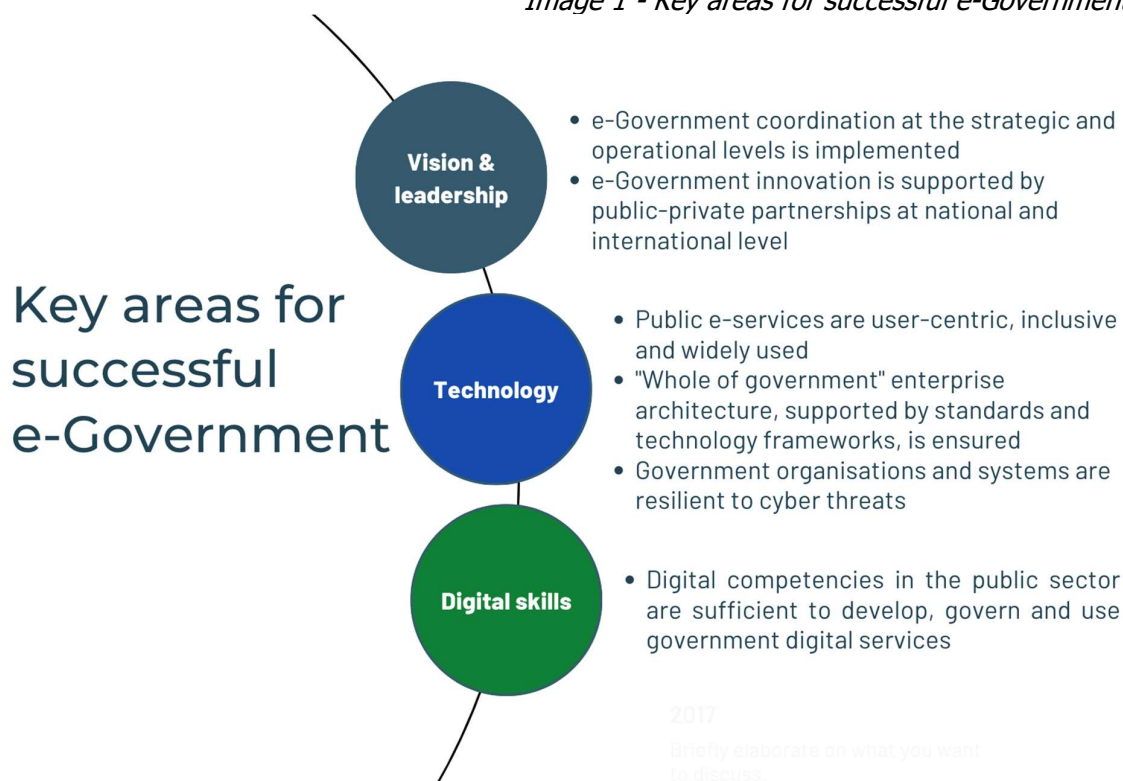 Image 1 - Key areas for successful e-Government
Key areas for
successful
e-Government
Vision &
leadership
• e-Government coordination at the strategic and
operational levels is implemented
• e-Government innovation is supported by
public-private partnerships at national and
international level
Technology
• Public e-services are user-centric, inclusive
and widely used
• "Whole of government" enterprise
architecture, supported by standards and
technology frameworks, is ensured
• Government organisations and systems are
resilient to cyber threats
Digital skills
• Digital competencies in the public sector
are sufficient to develop, govern and use
government digital services
2017
Briefly elaborate on what you want
to discuss.